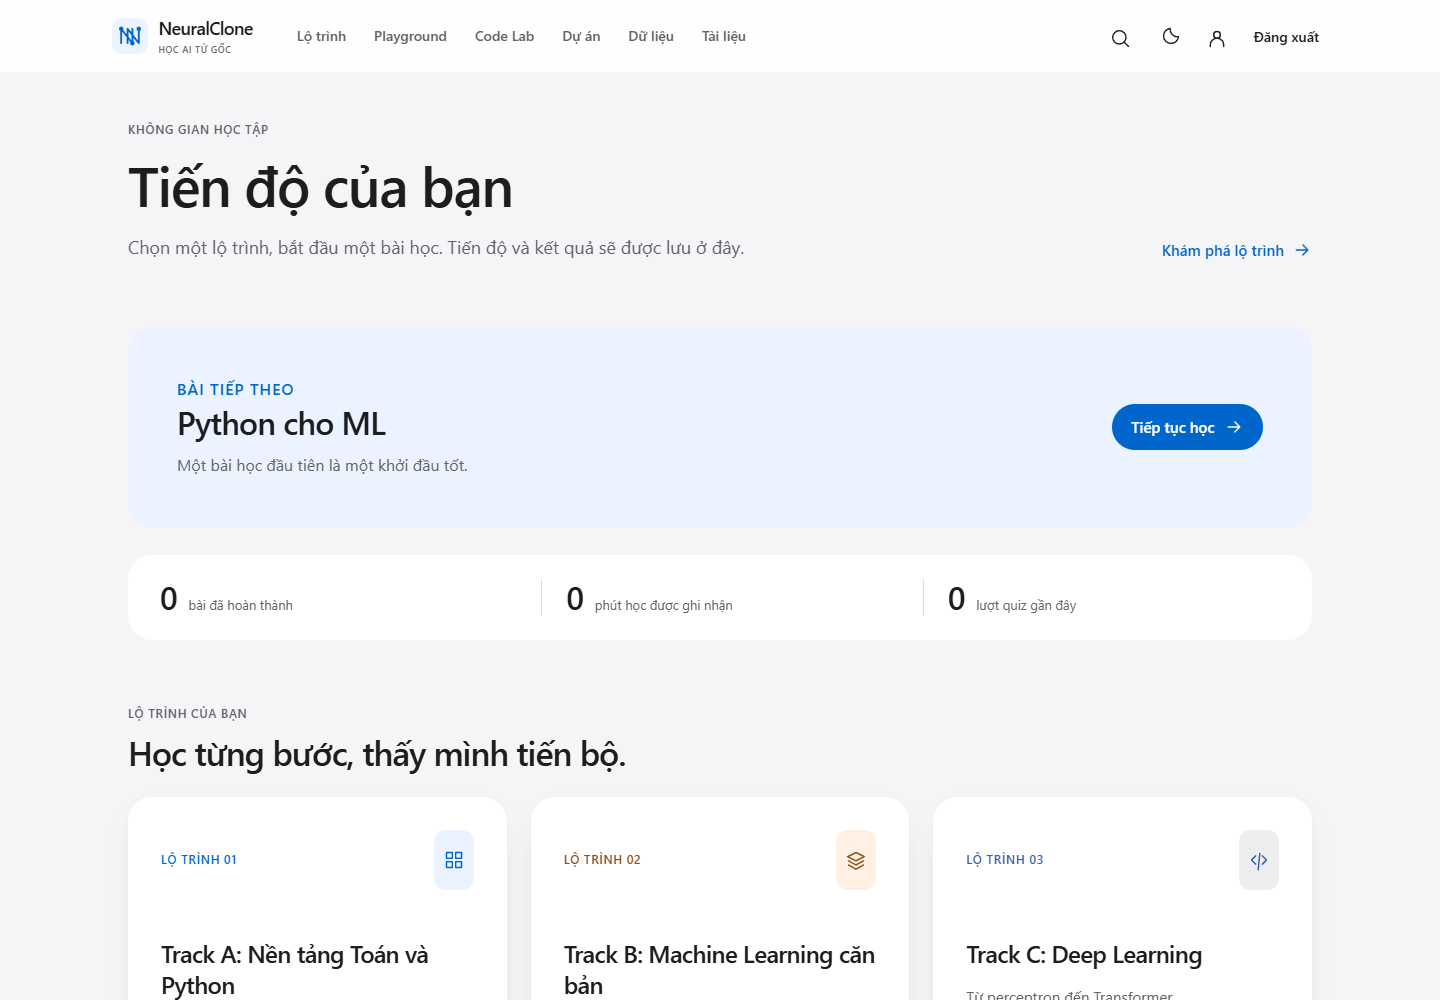 NeuralClone
HỌC AI TỪ GỐC
Lộ trình
Playground
Code Lab
Dự án
Dữ liệu
Tài liệu
Đăng xuất
KHÔNG GIAN HỌC TẬP
Tiến độ của bạn
Chọn một lộ trình, bắt đầu một bài học. Tiến độ và kết quả sẽ được lưu ở đây.
Khám phá lộ trình
BÀI TIẾP THEO
Python cho ML
Một bài học đầu tiên là một khởi đầu tốt.
Tiếp tục học
0 bài đã hoàn thành
0 phút học được ghi nhận
0 lượt quiz gần đây
LỘ TRÌNH CỦA BẠN
Học từng bước, thấy mình tiến bộ.
LỘ TRÌNH 01
Track A: Nền tảng Toán và
Python
LỘ TRÌNH 02
Track B: Machine Learning căn
bản
LỘ TRÌNH 03
Track C: Deep Learning
Từ perceptron đến Transformer